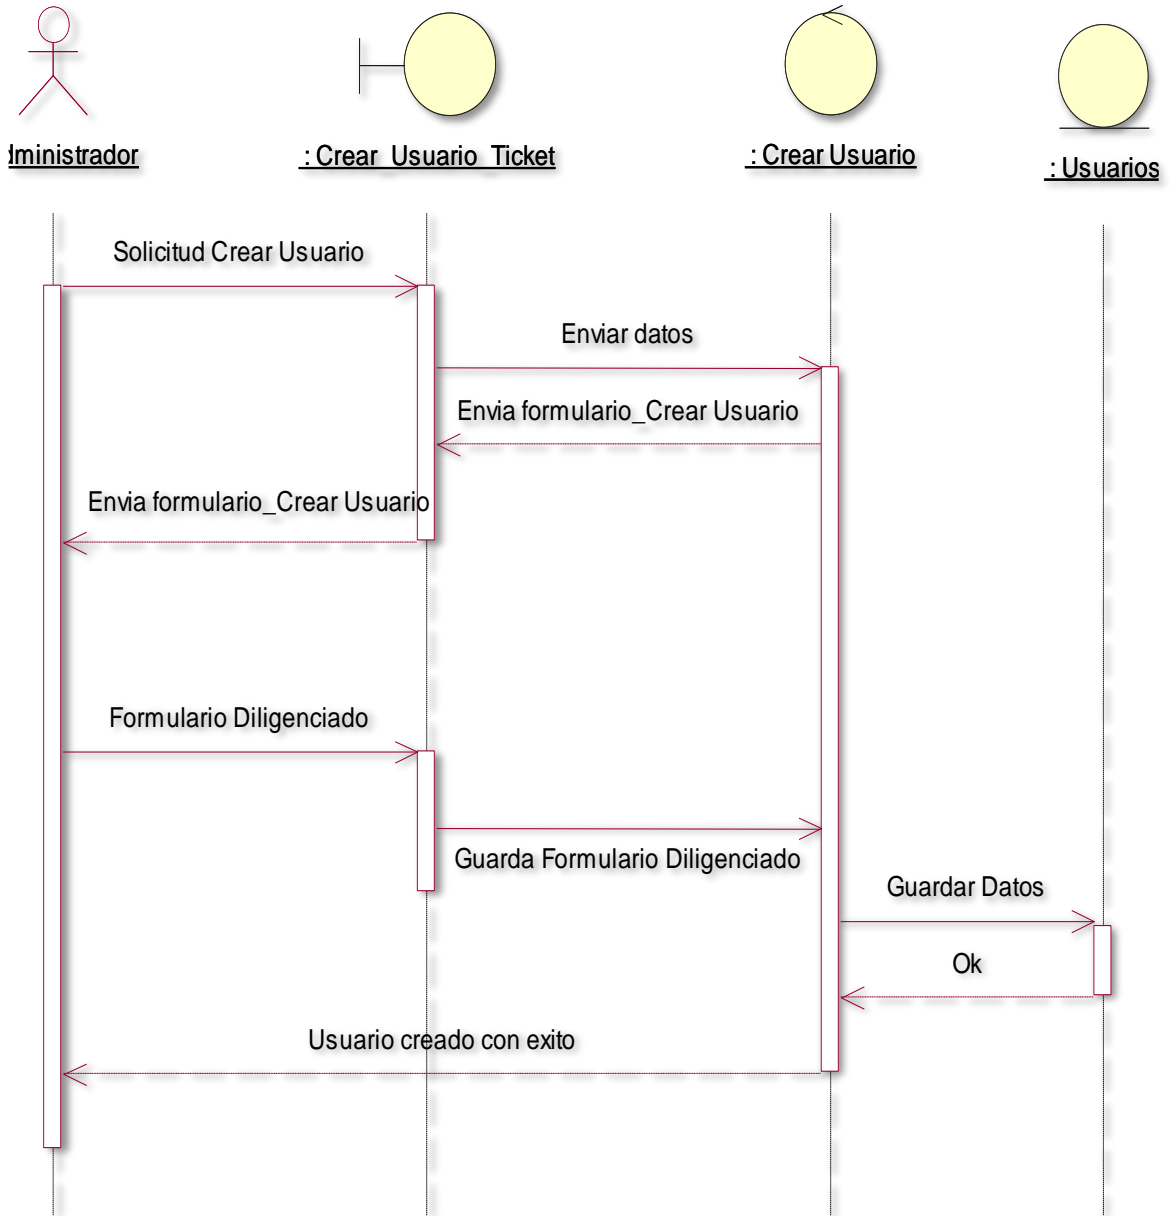 dministrador
: Crear_Usuario_Ticket
: Crear Usuario
: Usuarios
Solicitud Crear Usuario
Enviar datos
Envia formulario_Crear Usuario
Envia formulario_Crear Usuario
Formulario Diligenciado
Guarda Formulario Diligenciado
Guardar Datos
Ok
Usuario creado con exito